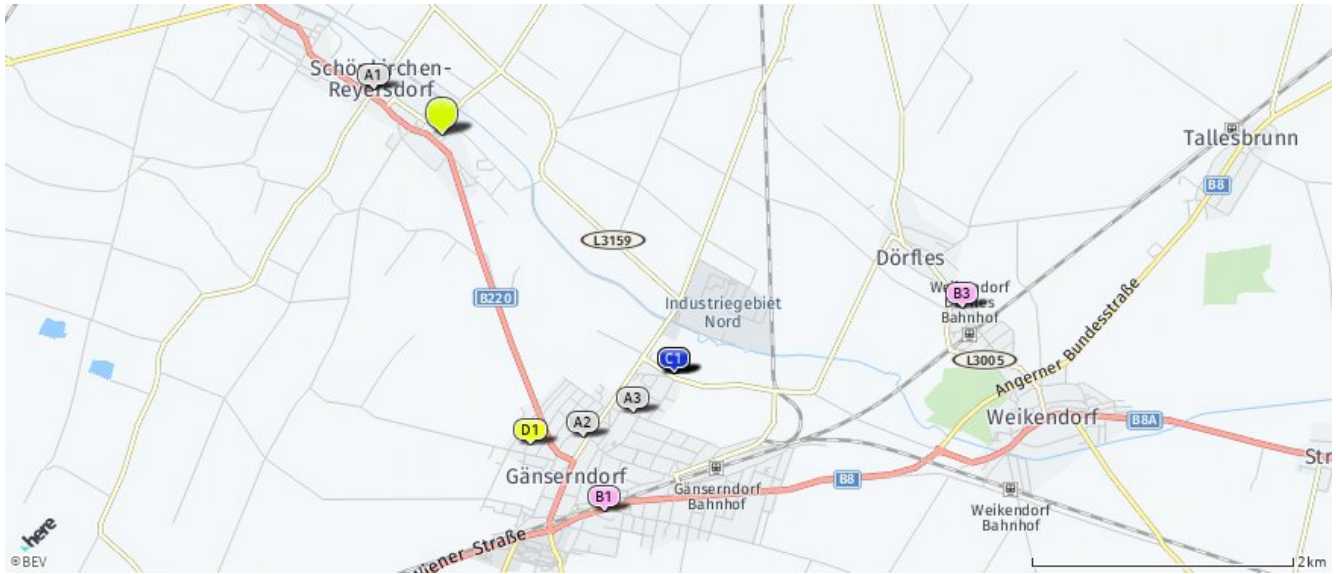 Schönkirchen-
Reyersdorf
A1
Tallesbrunn
B8
L3159
Dörfles
B220
B3
Bahnhof
Industriegebiet
Nord
C1
L3005
Angerner Bundesstraße
A3
A2
D1
Weikendorf
B8A
Gänserndorf
Str
B1
Gänserndorf
Bahnhof
B8
Weikendorf
Bahnhof
Wiener Straße
here
©BEV
2km